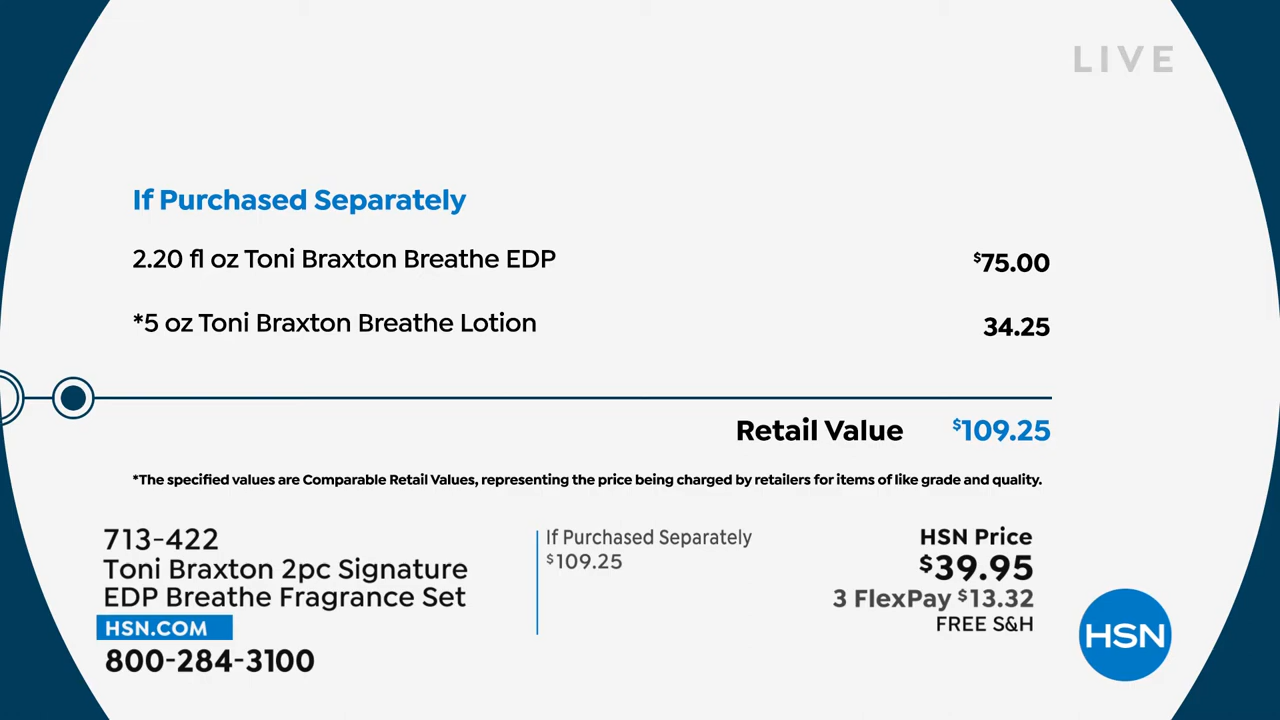 LIVE
If Purchased Separately
2.20 fl oz Toni Braxton Breathe EDP $75.00
*5 oz Toni Braxton Breathe Lotion 34.25
Retail Value $109.25
*The specified values are Comparable Retail Values, representing the price being charged by retailers for items of like grade and quality.
713-422
Toni Braxton 2pc Signature
EDP Breathe Fragrance Set
HSN.COM
800-284-3100
If Purchased Separately
$109.25
HSN Price
$39.95
3 FlexPay $13.32
FREE S&H
HSN